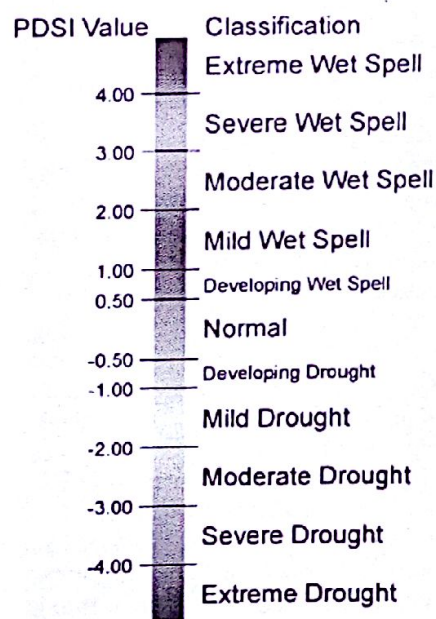 PDSI Value Classification
Extreme Wet Spell
4.00
Severe Wet Spell
3.00
Moderate Wet Spell
2.00
Mild Wet Spell
1.00
Developing Wet Spell
0.50
Normal
-0.50
Developing Drought
-1.00
Mild Drought
-2.00
Moderate Drought
-3.00
Severe Drought
-4.00
Extreme Drought